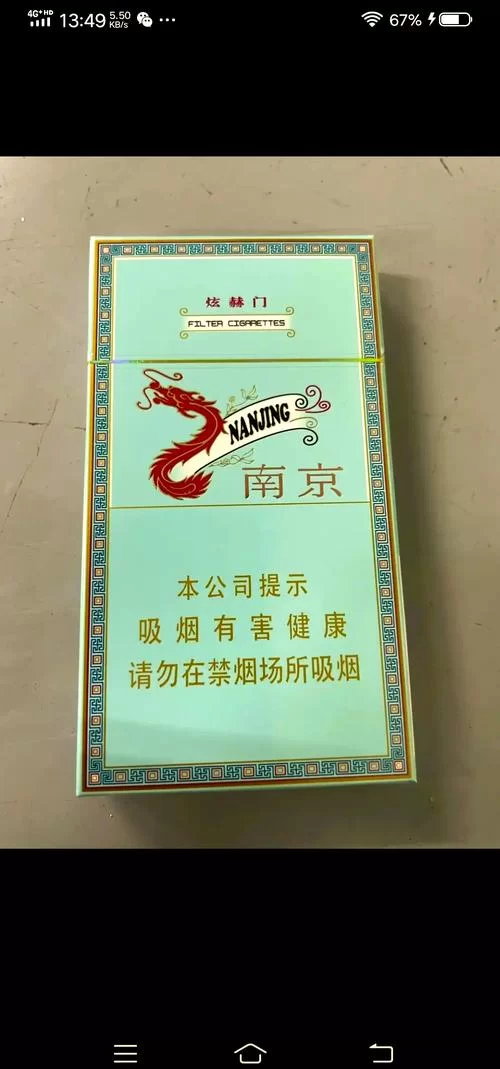 4G+HD 13:49 5.50 KB/s ... 67%
炫赫门
FILTER CIGARETTES
NANJING
南京
本公司提示
吸烟有害健康
请勿在禁烟场所吸烟